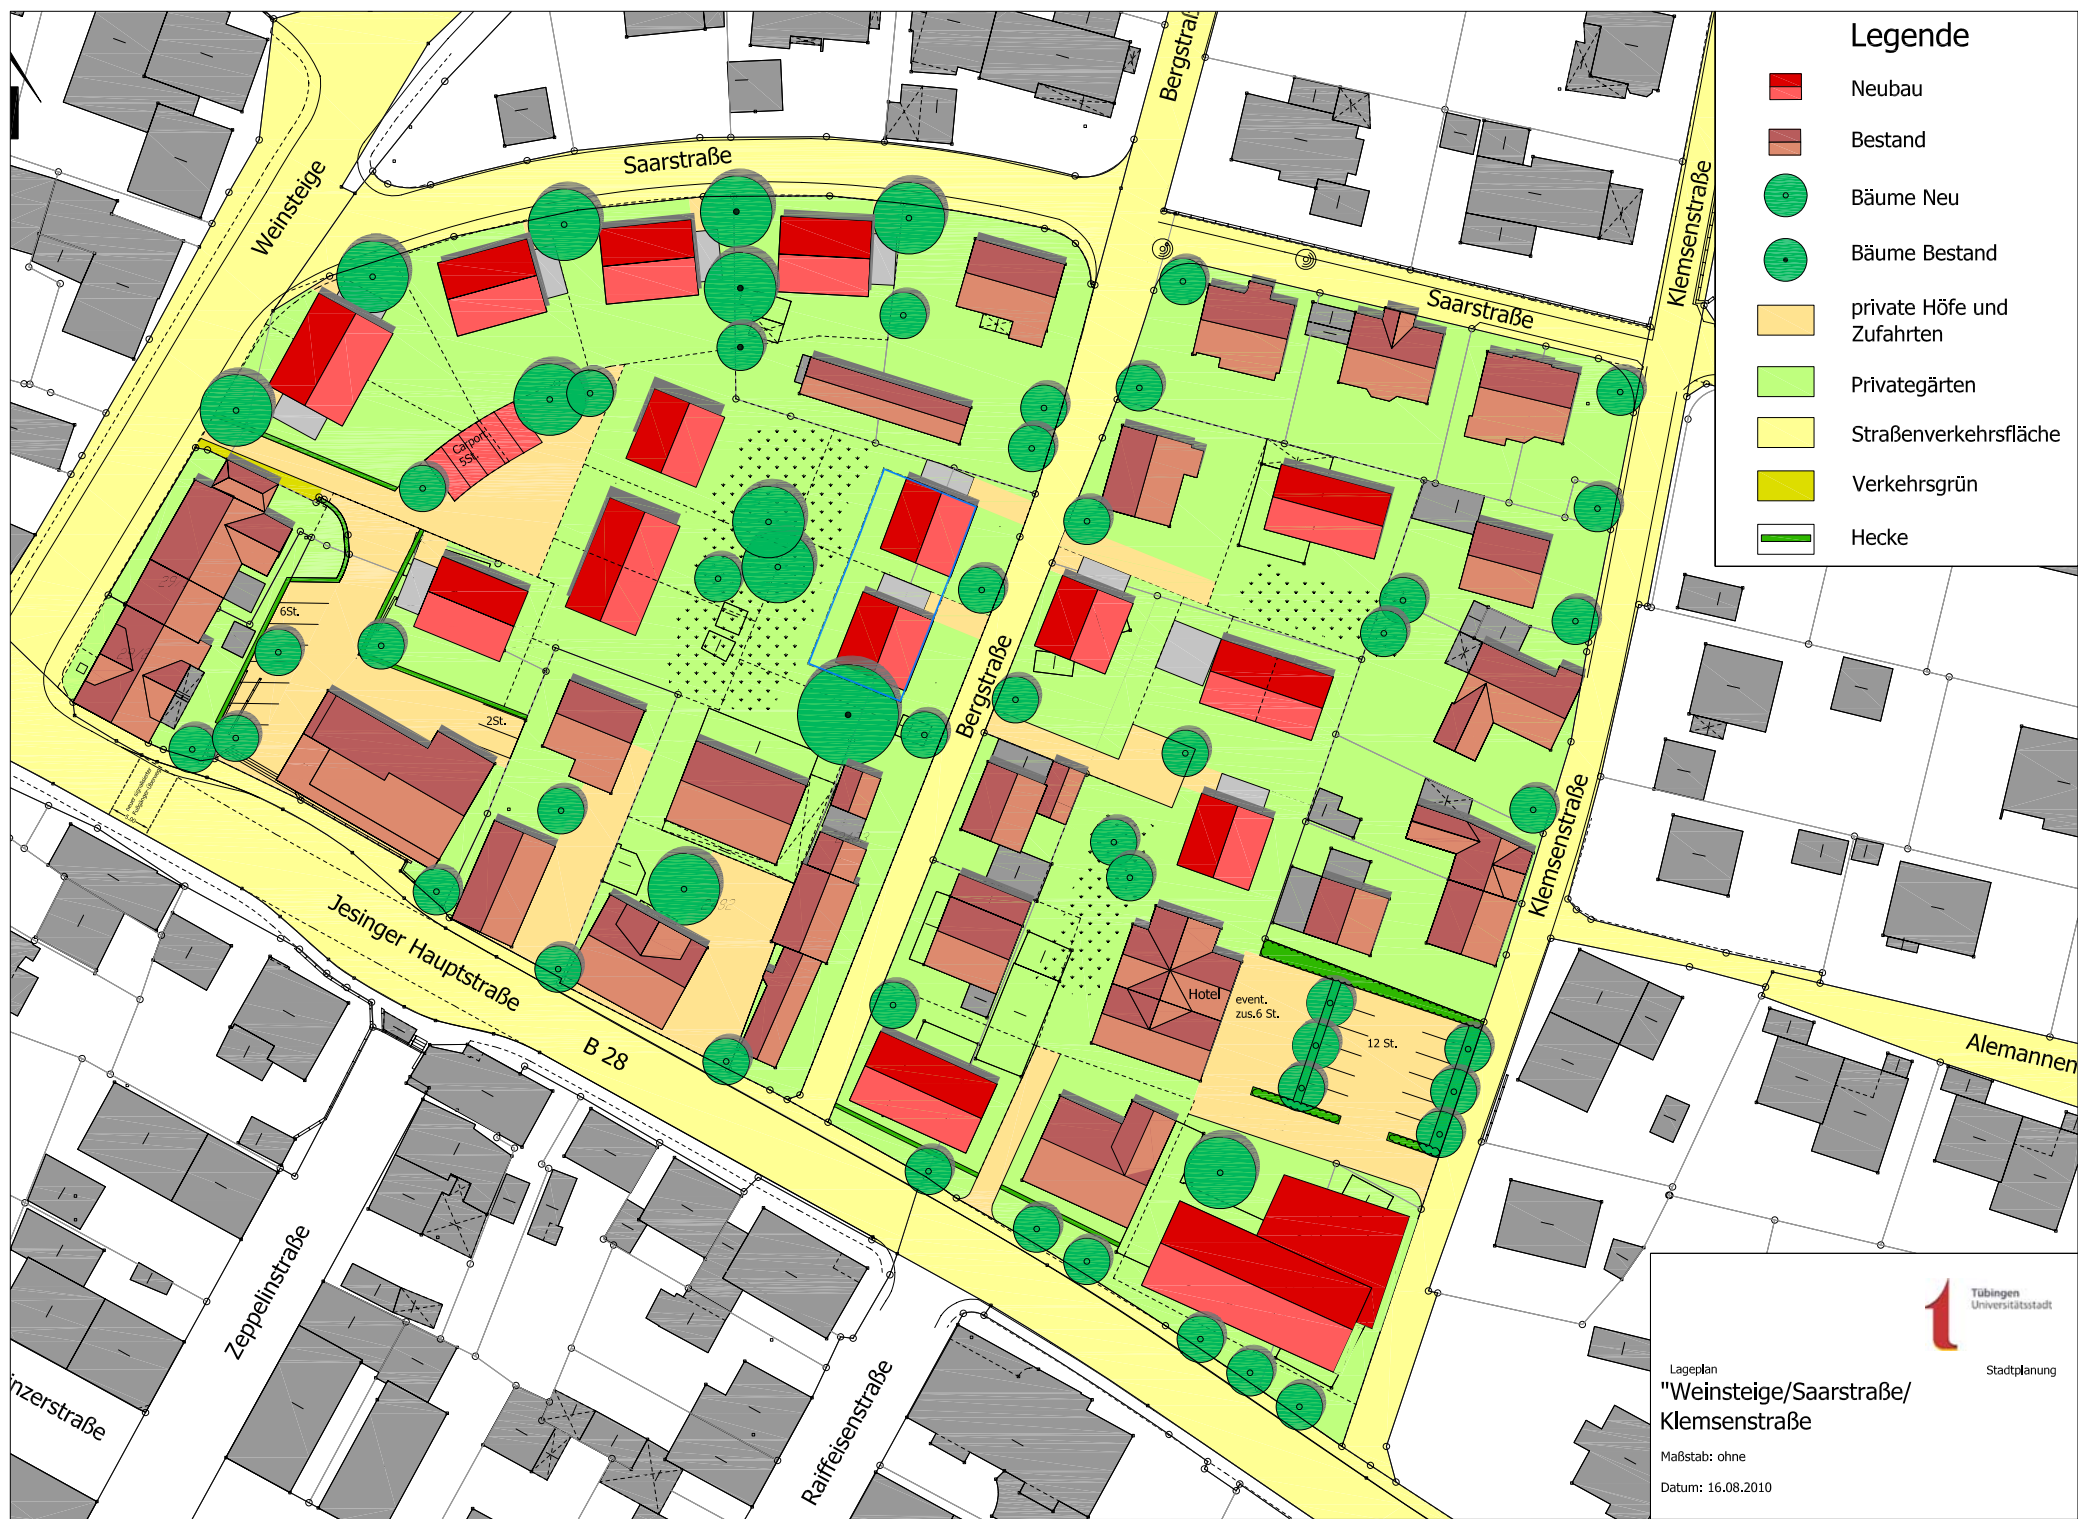 Legende
Neubau
Bestand
Bäume Neu
Bäume Bestand
private Höfe und
Zufahrten
Privategärten
Straßenverkehrsfläche
Verkehrsgrün
Hecke
Bergstraße
Saarstraße
Weinsteige
Klemsenstraße
Saarstraße
Carport
5St.
6St.
2St.
Bergstraße
Klemsenstraße
Hotel
event.
zus.6 St.
12 St.
Jesinger Hauptstraße
B 28
Alemannen
Zeppelinstraße
Raiffeisenstraße
inzerstraße
Tübingen
Universitätsstadt
Lageplan
Stadtplanung
"Weinsteige/Saarstraße/
Klemsenstraße
Maßstab: ohne
Datum: 16.08.2010